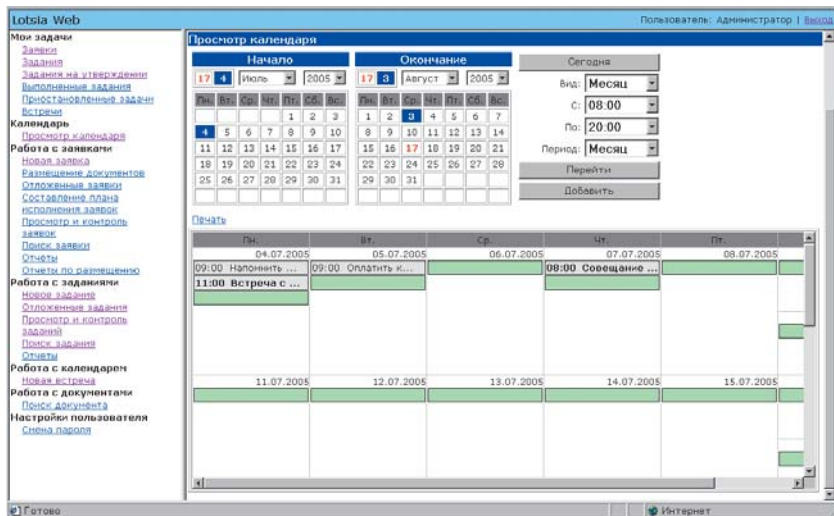 Lotsia Web
Пользователь: Администратор | Выход
Мои задачи
Заявки
Задания
Задания на утверждении
Выполненные задания
Приостановленные задачи
Встречи
Календарь
Просмотр календаря
Работа с заявками
Новая заявка
Размещение документов
Отложенные заявки
Составление плана
исполнения заявок
Просмотр и контроль
заявок
Поиск заявки
Отчеты
Отчеты по размещению
Работа с заданиями
Новое задание
Отложенные задания
Просмотр и контроль
заданий
Поиск задания
Отчеты
Работа с календарем
Новая встреча
Работа с документами
Поиск документа
Настройки пользователя
Смена пароля
Просмотр календаря
Начало
17 4 Июль 2005
Пн. Вт. Ср. Чт. Пт. Сб. Вс.
1 2 3
4 5 6 7 8 9 10
11 12 13 14 15 16 17
18 19 20 21 22 23 24
25 26 27 28 29 30 31
Окончание
17 3 Август 2005
Пн. Вт. Ср. Чт. Пт. Сб. Вс.
1 2 3 4 5 6 7
8 9 10 11 12 13 14
15 16 17 18 19 20 21
22 23 24 25 26 27 28
29 30 31
Сегодня
Вид: Месяц
С: 08:00
По: 20:00
Период: Месяц
Перейти
Добавить
Печать
Пн. Вт. Ср. Чт. Пт.
04.07.2005 05.07.2005 06.07.2005 07.07.2005 08.07.2005
09:00 Напомнить ... 09:00 Оплатить к... 08:00 Совещание ...
11:00 Встреча с ...
11.07.2005 12.07.2005 13.07.2005 14.07.2005 15.07.2005
Готово
Интернет